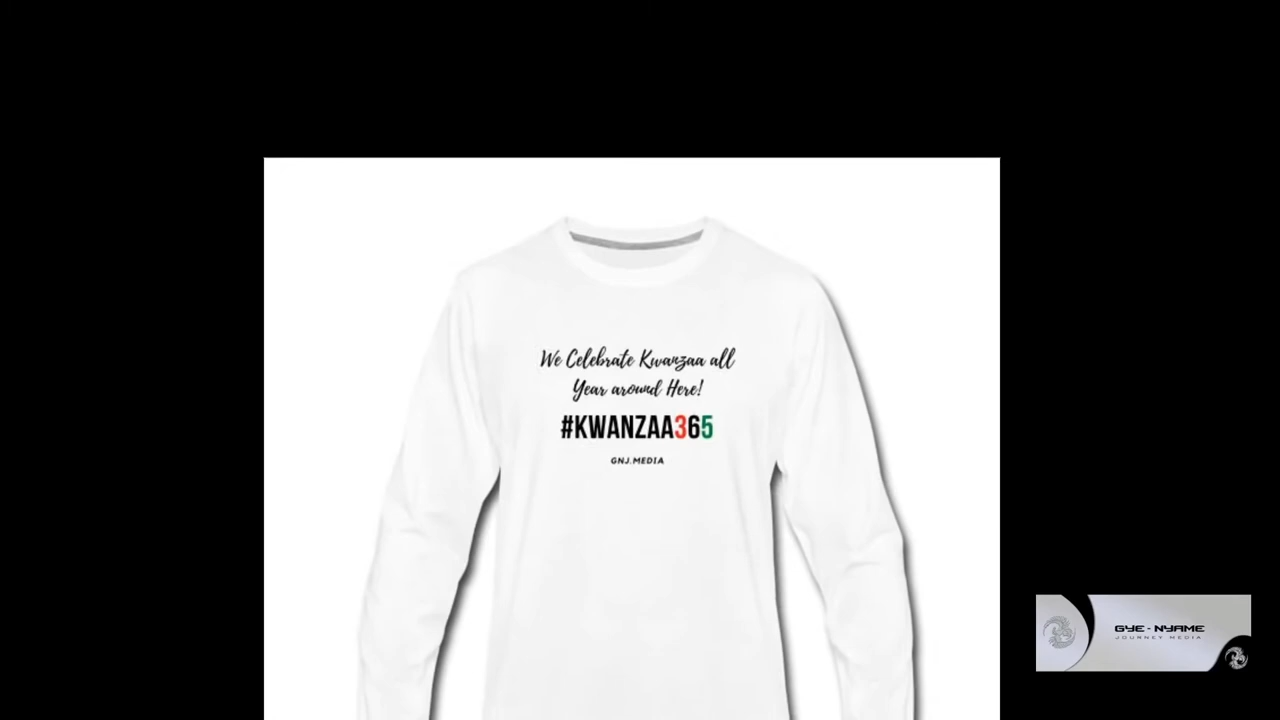 We Celebrate Kwanzaa all
Year around Here!
#KWANZAA365
GNJ.MEDIA
GYE - NYAME
JOURNEY MEDIA